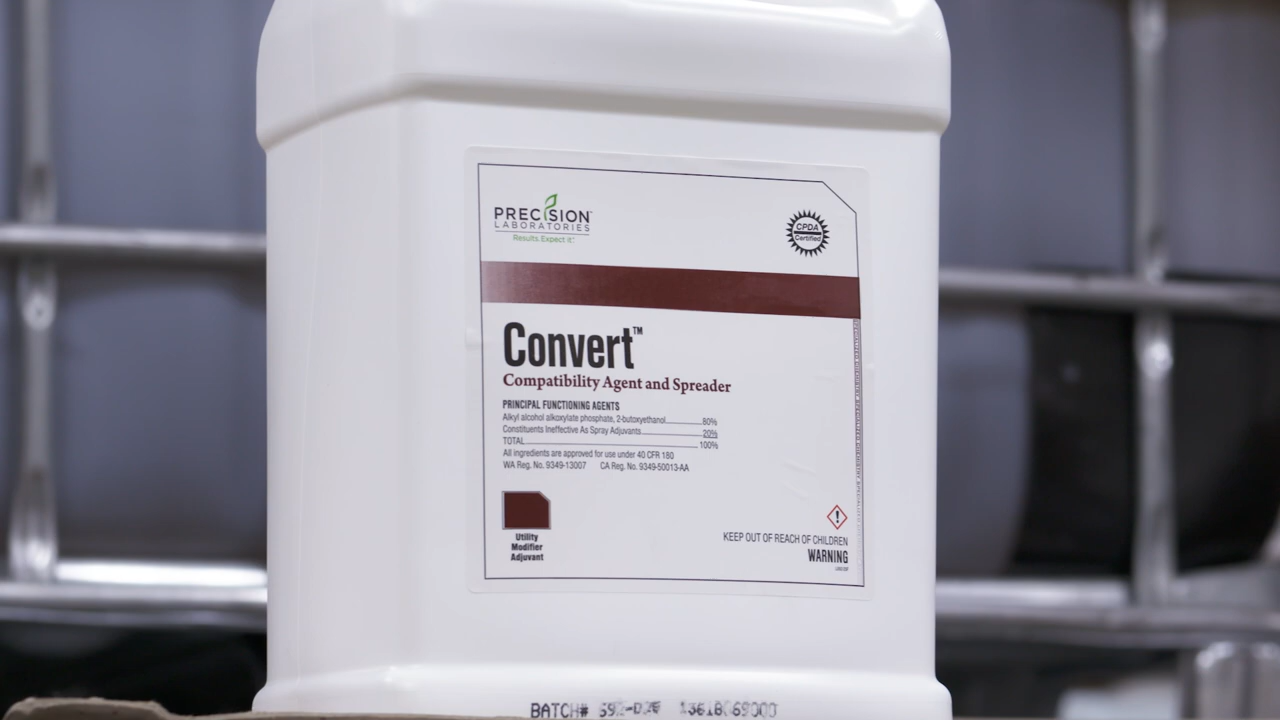 PRECISION™
LABORATORIES
Results. Expect it.™
CPDA
Certified
Convert™
Compatibility Agent and Spreader
PRINCIPAL FUNCTIONING AGENTS
Alkyl alcohol alkoxylate phosphate, 2-butoxyethanol 80%
Constituents Ineffective As Spray Adjuvants 20%
TOTAL 100%
All ingredients are approved for use under 40 CFR 180
WA Reg. No. 9349-13007 CA Reg. No. 9349-50013-AA
Utility
Modifier
Adjuvant
!
KEEP OUT OF REACH OF CHILDREN
WARNING
BATCH#